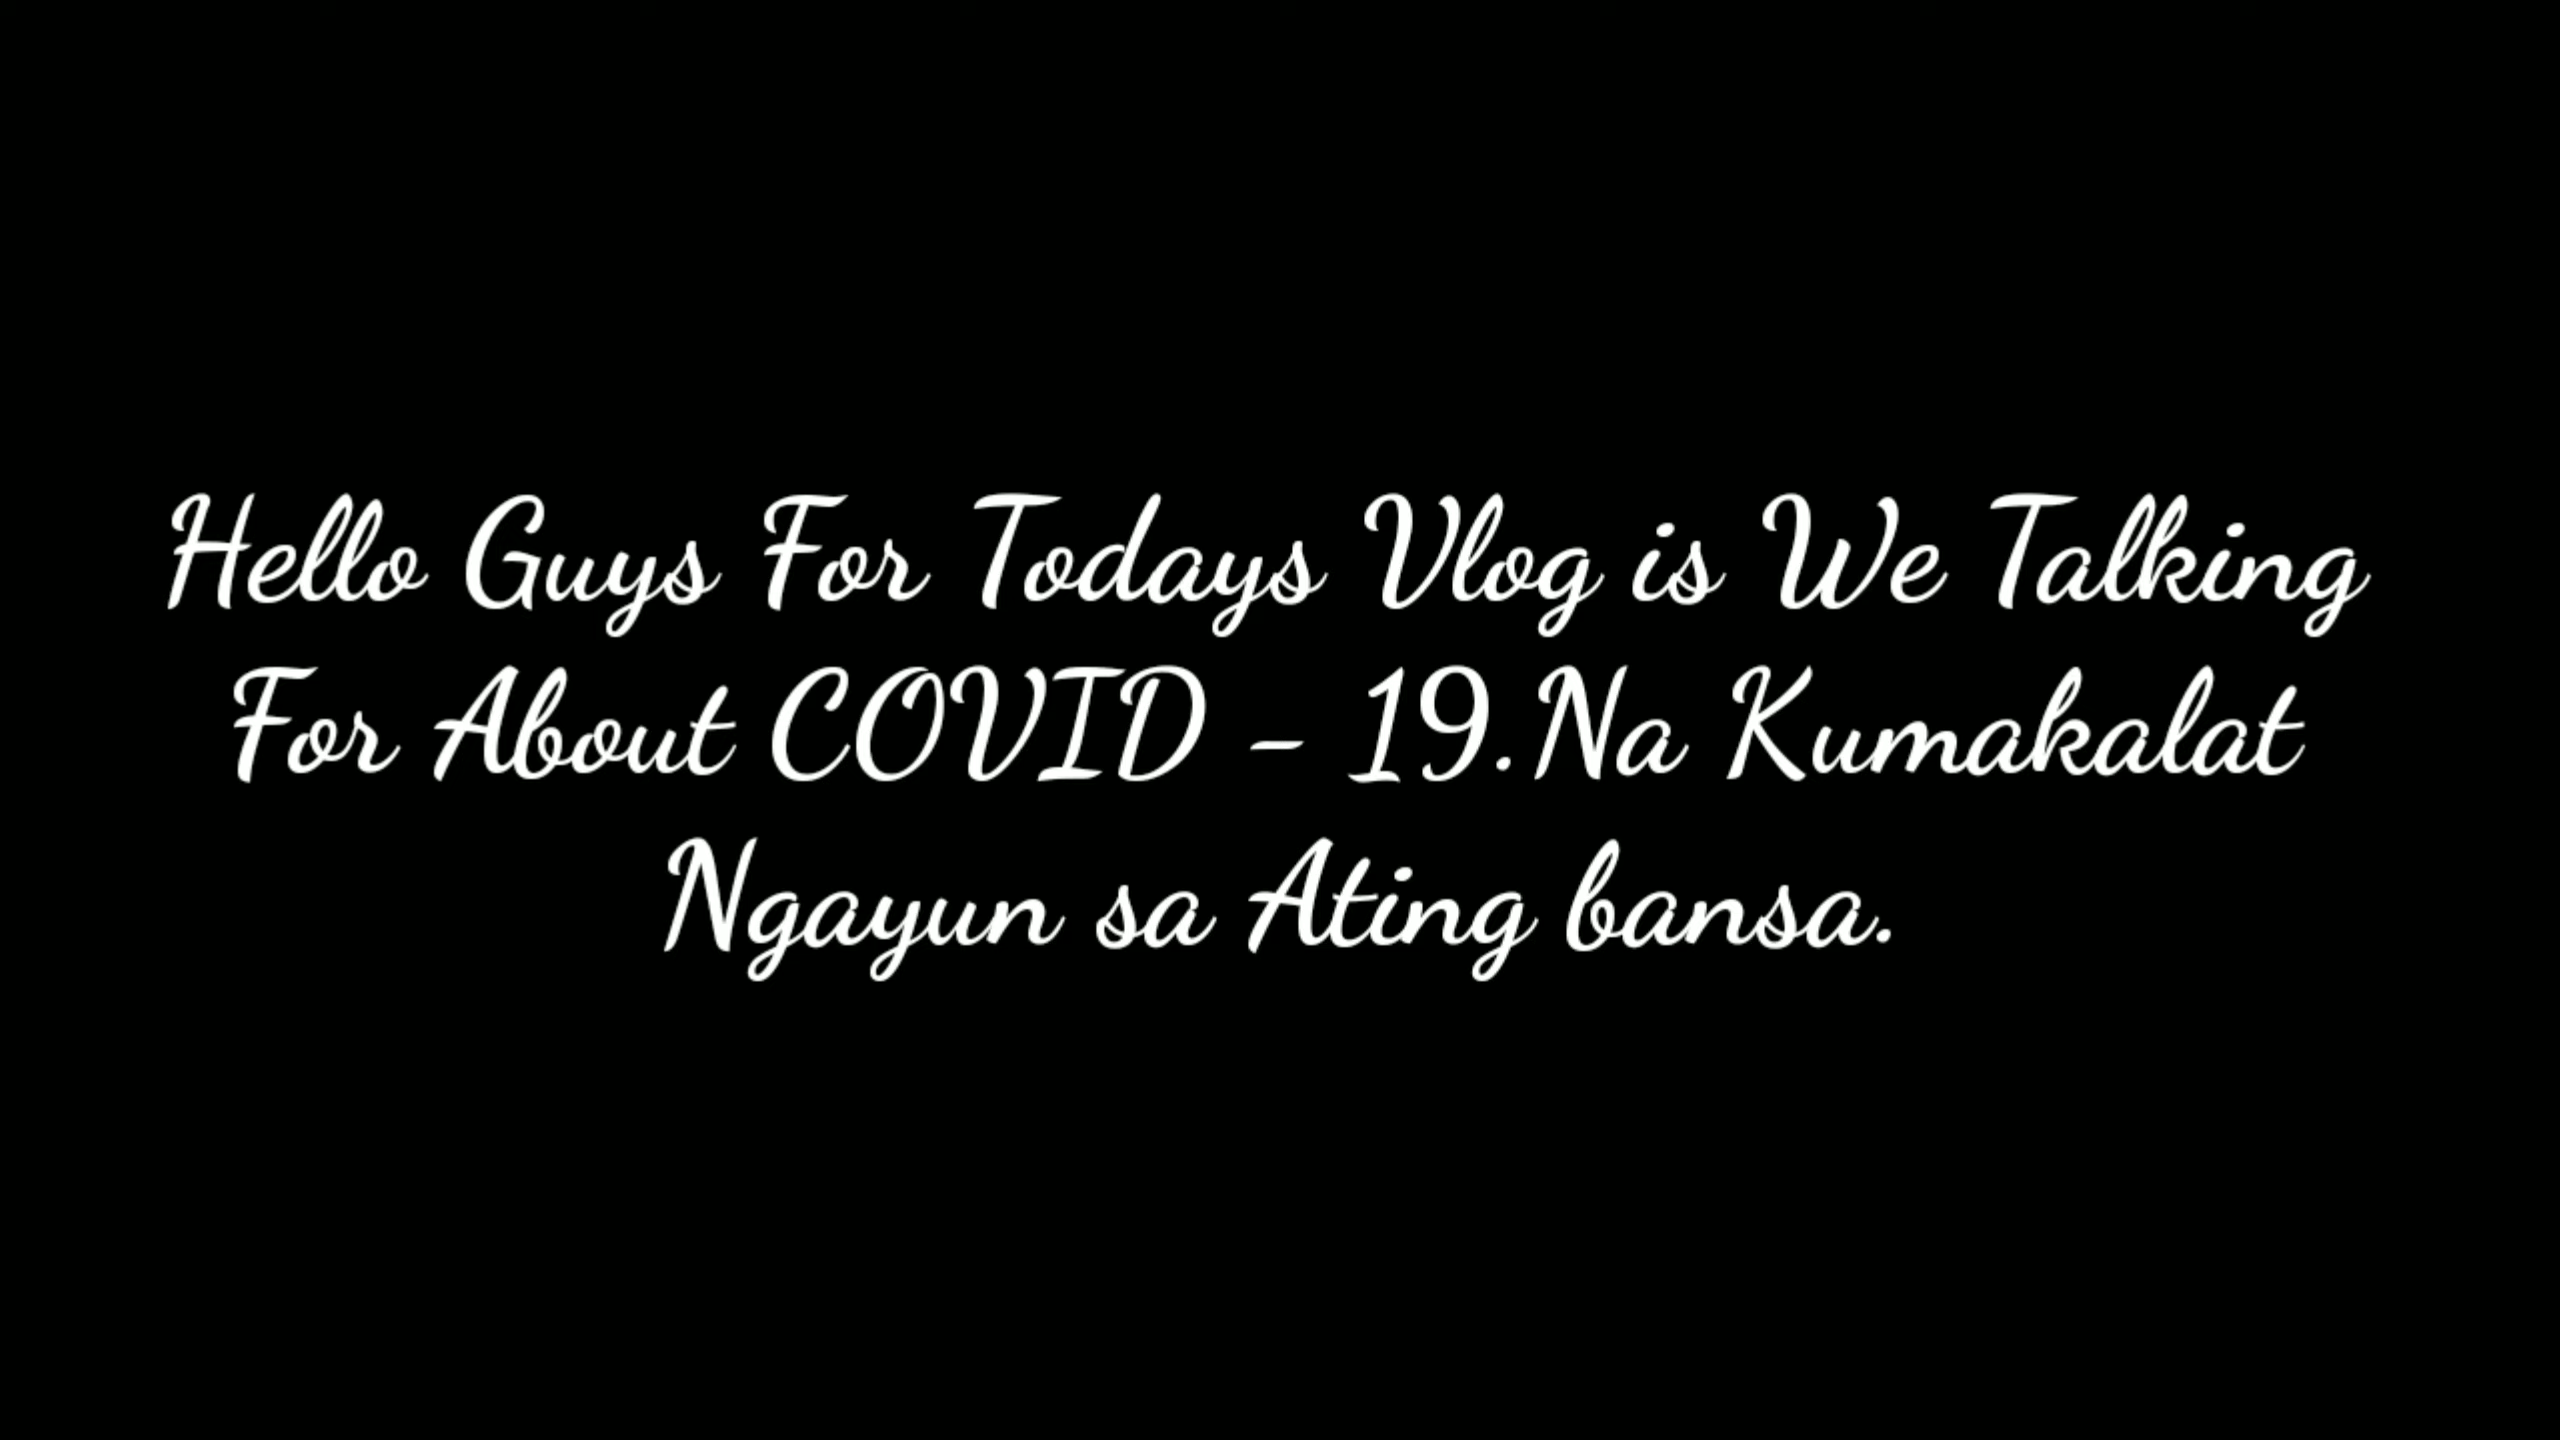 Hello Guys For Todays Vlog is We Talking
For About COVID - 19.Na Kumakalat
Ngayun sa Ating bansa.